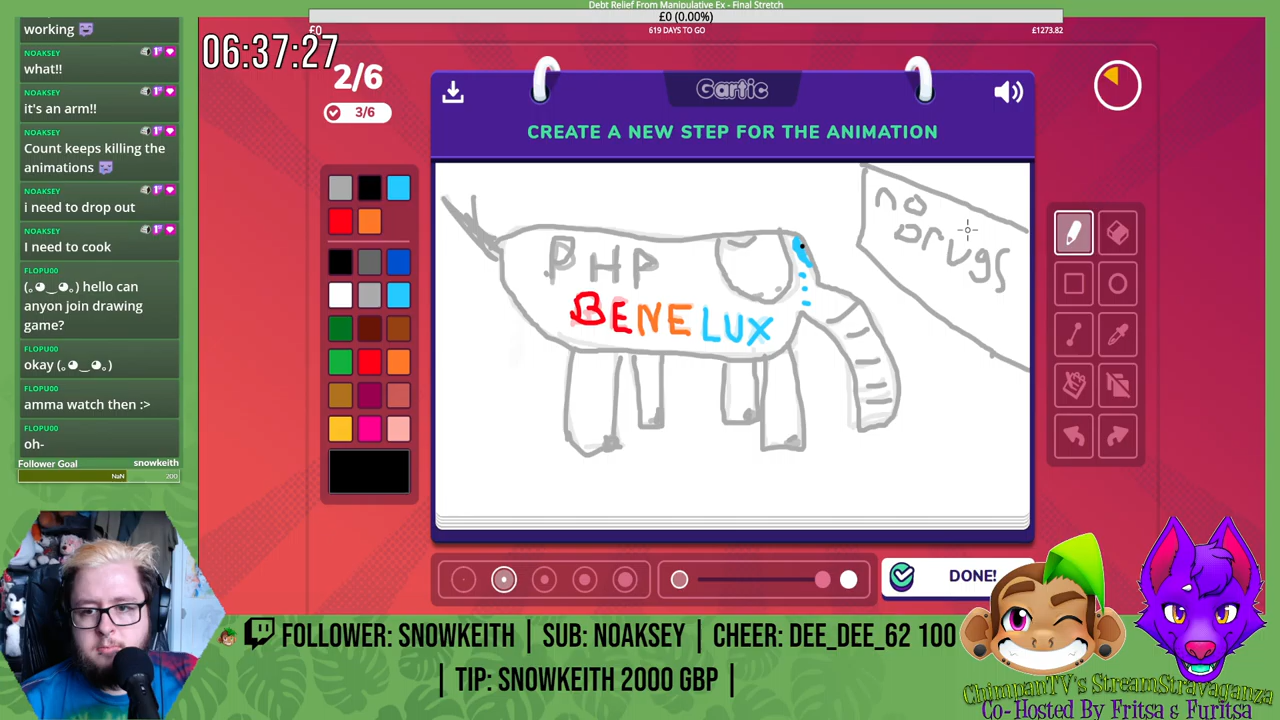 Debt Relief From Manipulative Ex - Final Stretch
£0 (0.00%)
£0
619 DAYS TO GO
£1273.82
06:37:27
working
NOAKSEY
what!!
NOAKSEY
it's an arm!!
NOAKSEY
Count keeps killing the
animations
NOAKSEY
i need to drop out
NOAKSEY
I need to cook
FLOPU00
(｡◕‿◕｡) hello can
anyon join drawing
game?
FLOPU00
okay (｡◕‿◕｡)
FLOPU00
amma watch then :>
FLOPU00
oh-
Follower Goal snowkeith
NaN 200
2/6
3/6
Gartic
CREATE A NEW STEP FOR THE ANIMATION
PHP
BENELUX
no
Drugs
DONE!
FOLLOWER: SNOWKEITH | SUB: NOAKSEY | CHEER: DEE_DEE_62 100
| TIP: SNOWKEITH 2000 GBP |
ChimpanTV's StreamStravaganza
Co-Hosted By Fritsa & Furitsa